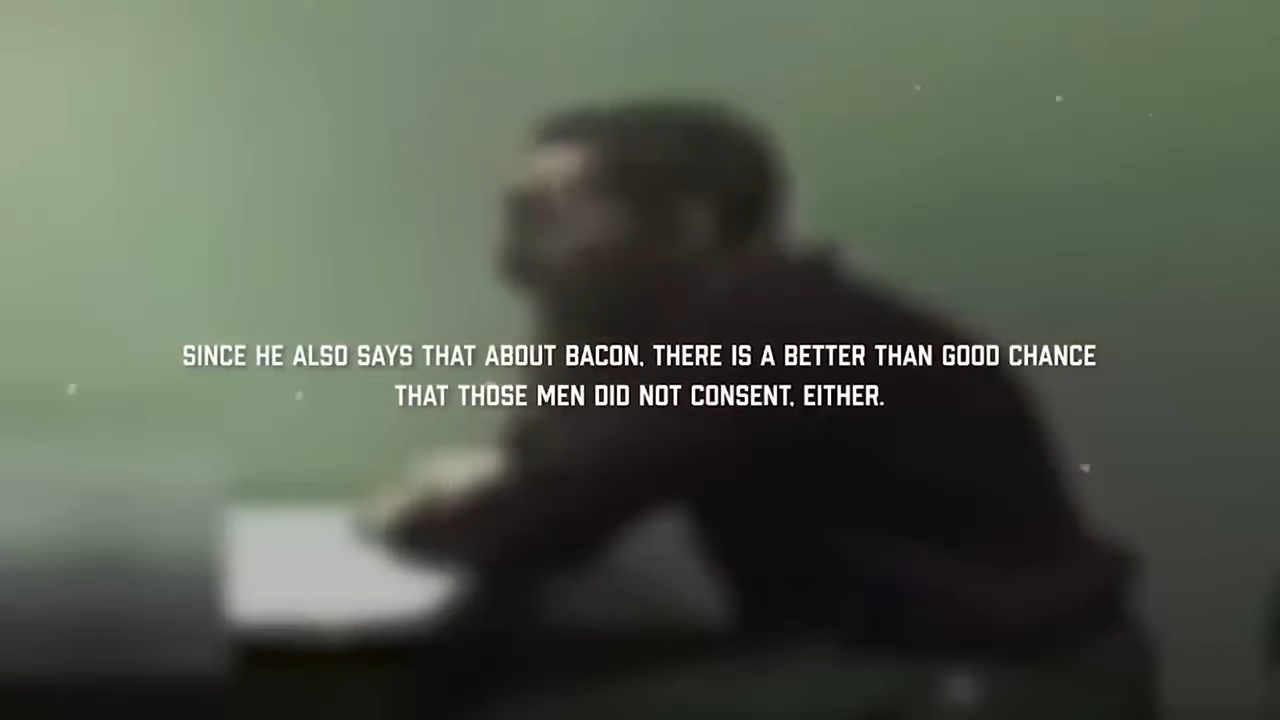 SINCE HE ALSO SAYS THAT ABOUT BACON, THERE IS A BETTER THAN GOOD CHANCE
THAT THOSE MEN DID NOT CONSENT, EITHER.